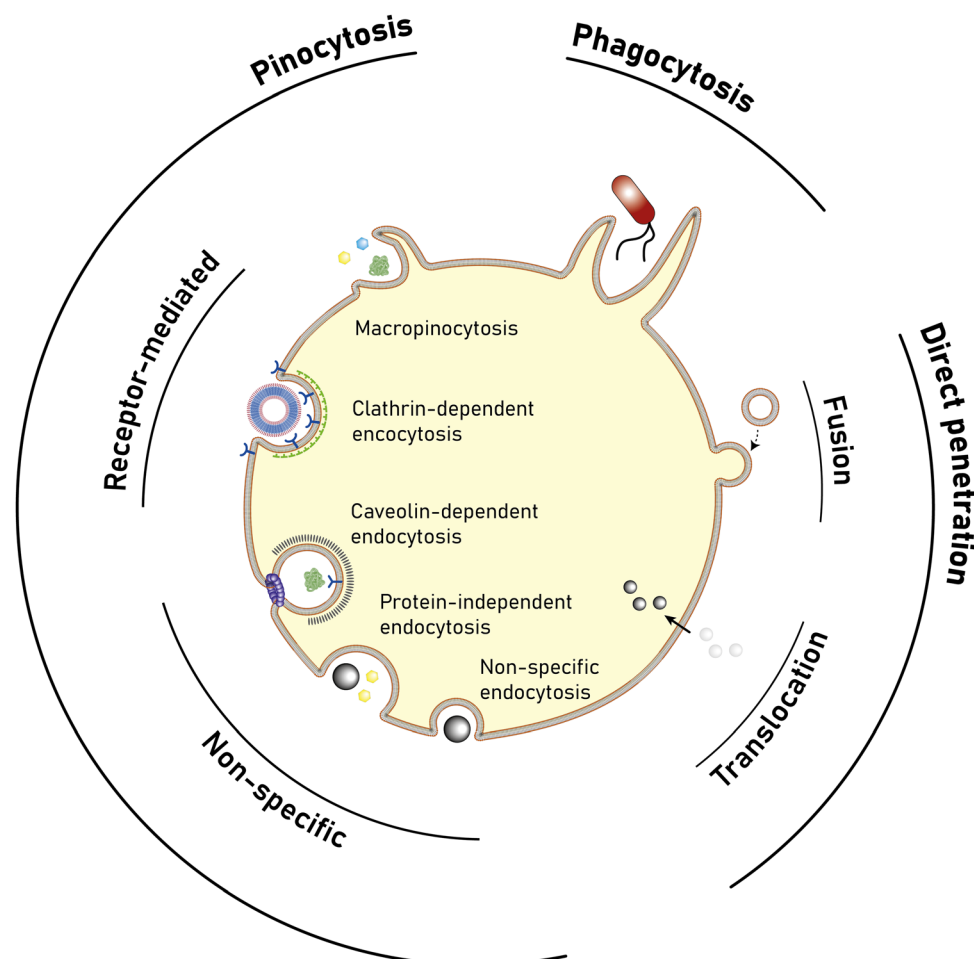 Pinocytosis
Phagocytosis
Receptor-mediated
Direct penetration
Fusion
Macropinocytosis
Clathrin-dependent
encocytosis
Caveolin-dependent
endocytosis
Protein-independent
endocytosis
Non-specific
endocytosis
Non-specific
Translocation